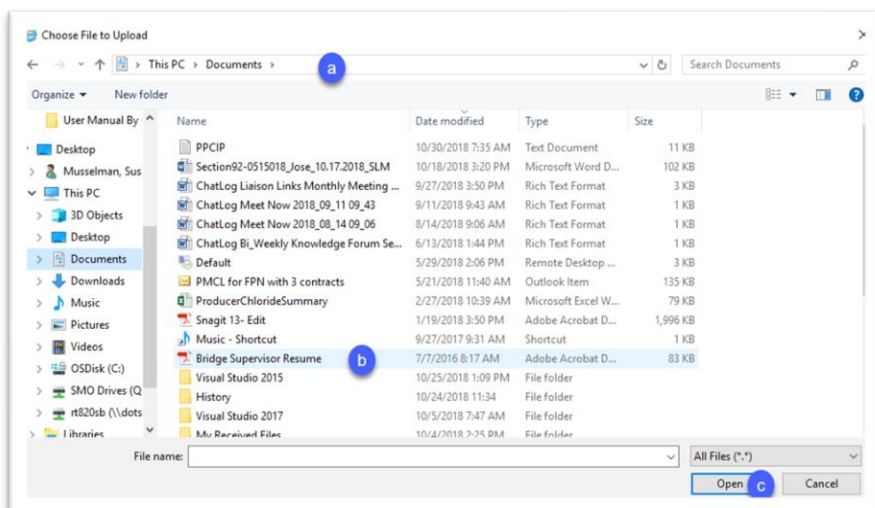 Choose File to Upload
This PC > Documents > a Search Documents
Organize New folder
Name Date modified Type Size
User Manual By
Desktop
Musselman, Sus
This PC
3D Objects
Desktop
Documents
Downloads
Music
Pictures
Videos
OSDisk (C:)
SMO Drives (Q
rt820sb (\\dots
Libraries
PPCIP 10/30/2018 7:35 AM Text Document 11 KB
Section92-0515018_Jose_10.17.2018_SLM 10/18/2018 3:20 PM Microsoft Word D... 102 KB
ChatLog Liaison Links Monthly Meeting ... 9/27/2018 3:50 PM Rich Text Format 3 KB
ChatLog Meet Now 2018_09_11 09_43 9/11/2018 9:43 AM Rich Text Format 1 KB
ChatLog Meet Now 2018_08_14 09_06 8/14/2018 9:06 AM Rich Text Format 1 KB
ChatLog Bi_Weekly Knowledge Forum Se... 6/13/2018 1:44 PM Rich Text Format 1 KB
Default 5/29/2018 2:06 PM Remote Desktop ... 3 KB
PMCL for FPN with 3 contracts 5/21/2018 11:40 AM Outlook Item 135 KB
ProducerChlorideSummary 2/27/2018 10:39 AM Microsoft Excel W... 79 KB
Snagit 13- Edit 1/19/2018 3:50 PM Adobe Acrobat D... 1,996 KB
Music - Shortcut 9/27/2017 9:31 AM Shortcut 1 KB
Bridge Supervisor Resume b 7/7/2016 8:17 AM Adobe Acrobat D... 83 KB
Visual Studio 2015 10/25/2018 1:09 PM File folder
History 10/24/2018 11:34 File folder
Visual Studio 2017 10/5/2018 7:47 AM File folder
My Received Files 10/4/2018 2:25 PM File folder
File name: All Files (*.*)
Open c Cancel